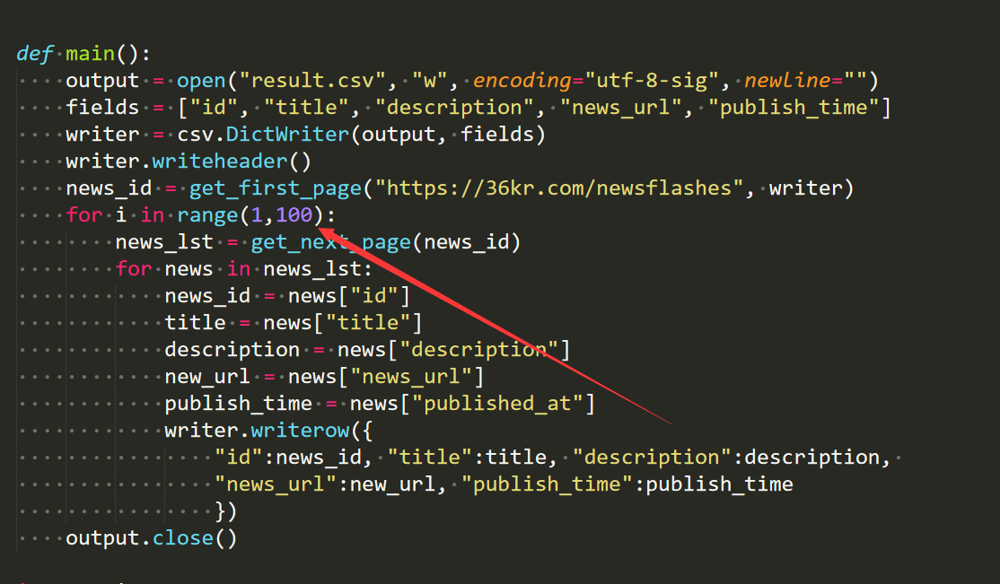 def main():
    output = open("result.csv", "w", encoding="utf-8-sig", newline="")
    fields = ["id", "title", "description", "news_url", "publish_time"]
    writer = csv.DictWriter(output, fields)
    writer.writeheader()
    news_id = get_first_page("https://36kr.com/newsflashes", writer)
    for i in range(1,100):
        news_lst = get_next_page(news_id)
        for news in news_lst:
            news_id = news["id"]
            title = news["title"]
            description = news["description"]
            new_url = news["news_url"]
            publish_time = news["published_at"]
            writer.writerow({
                "id":news_id, "title":title, "description":description, 
                "news_url":new_url, "publish_time":publish_time
                })
    output.close()